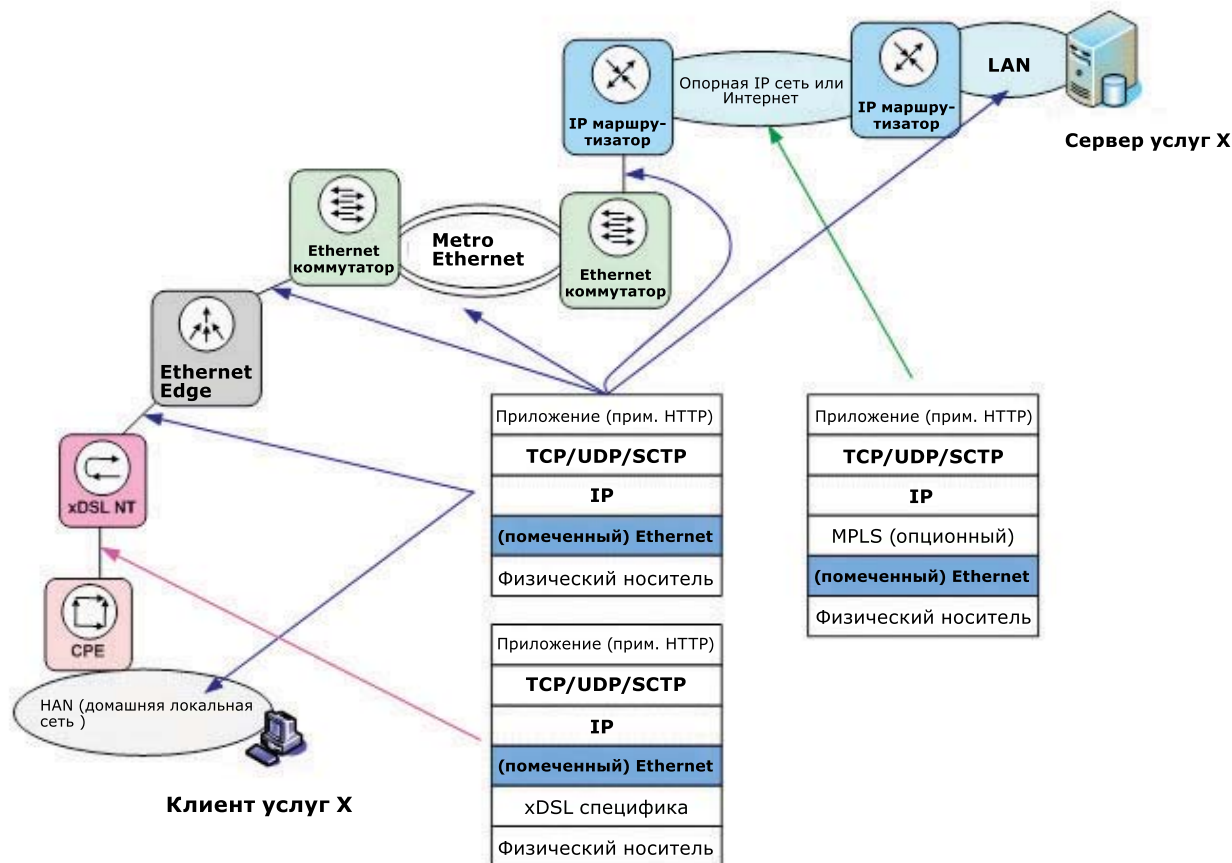 Опорная IP сеть или
Интернет
LAN
IP маршру-
тизатор
IP маршру-
тизатор
Сервер услуг X
Ethernet
коммутатор
Metro
Ethernet
Ethernet
коммутатор
Ethernet
Edge
xDSL NT
CPE
HAN (домашняя локальная
сеть )
Клиент услуг X
Приложение (прим. HTTP)
TCP/UDP/SCTP
IP
(помеченный) Ethernet
Физический носитель
Приложение (прим. HTTP)
TCP/UDP/SCTP
IP
MPLS (опционный)
(помеченный) Ethernet
Физический носитель
Приложение (прим. HTTP)
TCP/UDP/SCTP
IP
(помеченный) Ethernet
xDSL специфика
Физический носитель